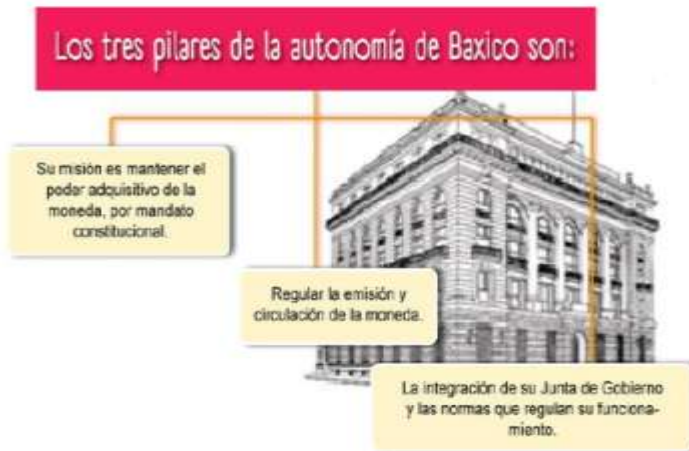 Los tres pilares de la autonomía de Baxico son:
Su misión es mantener el
poder adquisitivo de la
moneda, por mandato
constitucional.
Regular la emisión y
circulación de la moneda.
La integración de su Junta de Gobierno
y las normas que regulan su funciona-
miento.